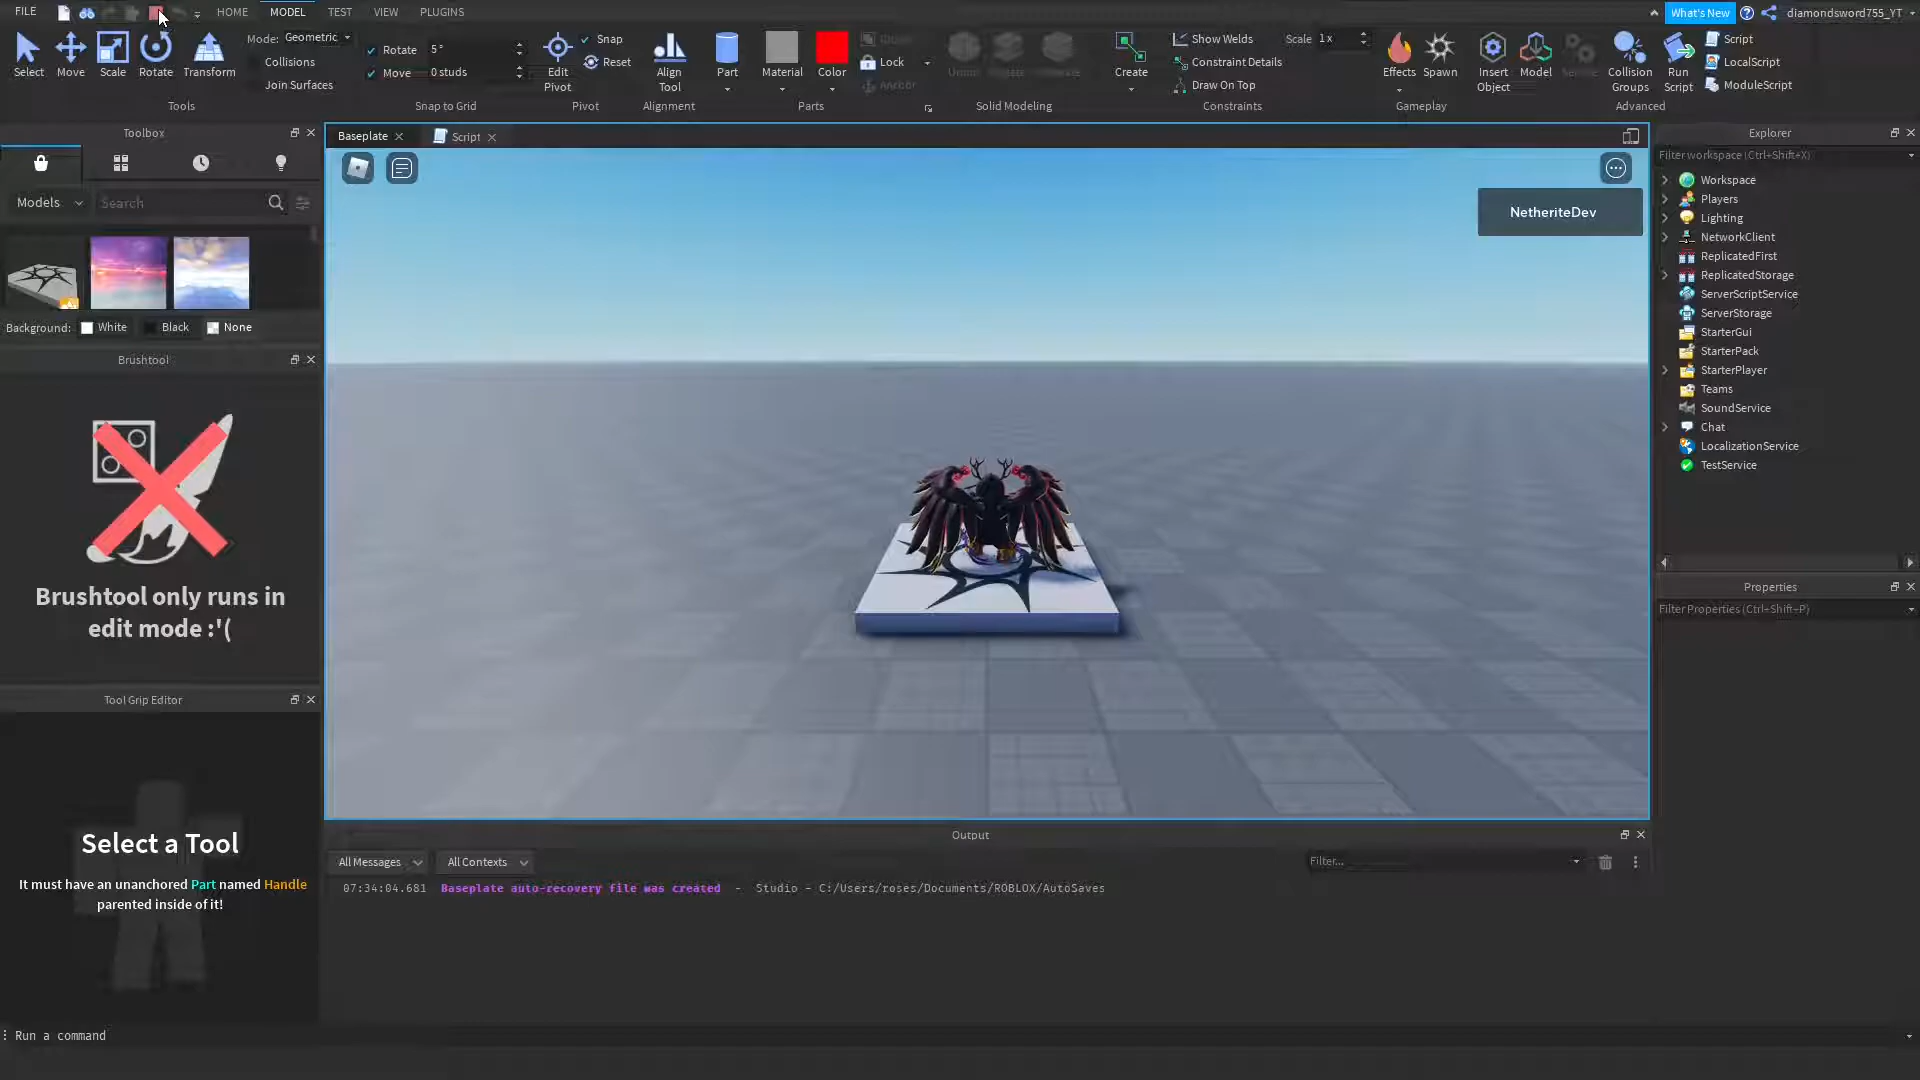 FILE
HOME
MODEL
TEST
VIEW
PLUGINS
What's New
diamondsword755_YT
Select
Move
Scale
Rotate
Transform
Mode: Geometric
Collisions
Join Surfaces
Tools
Rotate 5 °
Move 0 studs
Snap to Grid
Edit
Pivot
Snap
Reset
Pivot
Align
Tool
Alignment
Part
Material
Color
Lock
Anchor
Parts
Solid Modeling
Create
Show Welds
Constraint Details
Draw On Top
Scale 1 x
Constraints
Effects
Spawn
Gameplay
Insert
Object
Model
Collision
Groups
Run
Script
Script
LocalScript
ModuleScript
Advanced
Toolbox
Models
Search
Background: White Black None
Brushtool
Brushtool only runs in
edit mode :'(
Tool Grip Editor
Select a Tool
It must have an unanchored Part named Handle
parented inside of it!
Baseplate
Script
NetheriteDev
Explorer
Filter workspace (Ctrl+Shift+X)
Workspace
Players
Lighting
NetworkClient
ReplicatedFirst
ReplicatedStorage
ServerScriptService
ServerStorage
StarterGui
StarterPack
StarterPlayer
Teams
SoundService
Chat
LocalizationService
TestService
Properties
Filter Properties (Ctrl+Shift+P)
Output
All Messages
All Contexts
Filter...
07:34:04.681 Baseplate auto-recovery file was created - Studio - C:/Users/roses/Documents/ROBLOX/AutoSaves
Run a command